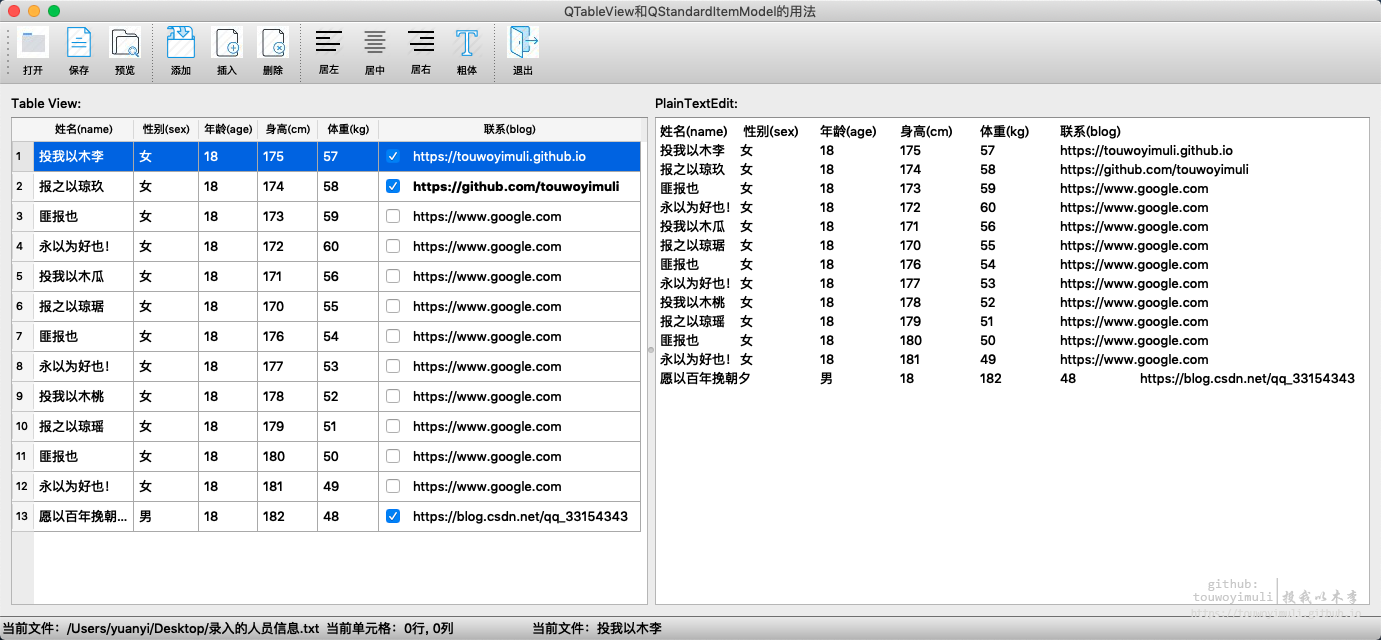 QTableView和QStandardItemModel的用法
打开 保存 预览 添加 插入 删除 居左 居中 居右 粗体 退出
Table View:
姓名(name) 性别(sex) 年龄(age) 身高(cm) 体重(kg) 联系(blog)
1 投我以木李 女 18 175 57 https://touwoyimuli.github.io
2 报之以琼玖 女 18 174 58 https://github.com/touwoyimuli
3 匪报也 女 18 173 59 https://www.google.com
4 永以为好也! 女 18 172 60 https://www.google.com
5 投我以木瓜 女 18 171 56 https://www.google.com
6 报之以琼琚 女 18 170 55 https://www.google.com
7 匪报也 女 18 176 54 https://www.google.com
8 永以为好也! 女 18 177 53 https://www.google.com
9 投我以木桃 女 18 178 52 https://www.google.com
10 报之以琼瑶 女 18 179 51 https://www.google.com
11 匪报也 女 18 180 50 https://www.google.com
12 永以为好也! 女 18 181 49 https://www.google.com
13 愿以百年挽朝... 男 18 182 48 https://blog.csdn.net/qq_33154343
PlainTextEdit:
姓名(name) 性别(sex) 年龄(age) 身高(cm) 体重(kg) 联系(blog)
投我以木李 女 18 175 57 https://touwoyimuli.github.io
报之以琼玖 女 18 174 58 https://github.com/touwoyimuli
匪报也 女 18 173 59 https://www.google.com
永以为好也! 女 18 172 60 https://www.google.com
投我以木瓜 女 18 171 56 https://www.google.com
报之以琼琚 女 18 170 55 https://www.google.com
匪报也 女 18 176 54 https://www.google.com
永以为好也! 女 18 177 53 https://www.google.com
投我以木桃 女 18 178 52 https://www.google.com
报之以琼瑶 女 18 179 51 https://www.google.com
匪报也 女 18 180 50 https://www.google.com
永以为好也! 女 18 181 49 https://www.google.com
愿以百年挽朝夕 男 18 182 48 https://blog.csdn.net/qq_33154343
github:
touwoyimuli 投我以木李
https://touwoyimuli.github.io
当前文件：/Users/yuanyi/Desktop/录入的人员信息.txt 当前单元格：0行, 0列 当前文件：投我以木李